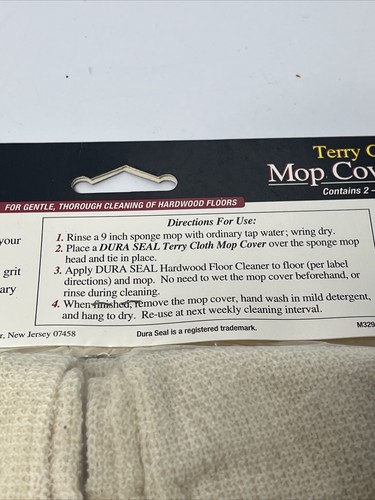 Terry
Mop Cov
Contains 2 -
FOR GENTLE, THOROUGH CLEANING OF HARDWOOD FLOORS
Directions For Use:
1. Rinse a 9 inch sponge mop with ordinary tap water; wring dry.
2. Place a DURA SEAL Terry Cloth Mop Cover over the sponge mop
head and tie in place.
3. Apply DURA SEAL Hardwood Floor Cleaner to floor (per label
directions) and mop. No need to wet the mop cover beforehand, or
rinse during cleaning.
4. When finished, remove the mop cover, hand wash in mild detergent,
and hang to dry. Re-use at next weekly cleaning interval.
your
grit
ary
r, New Jersey 07458
Dura Seal is a registered trademark.
M329